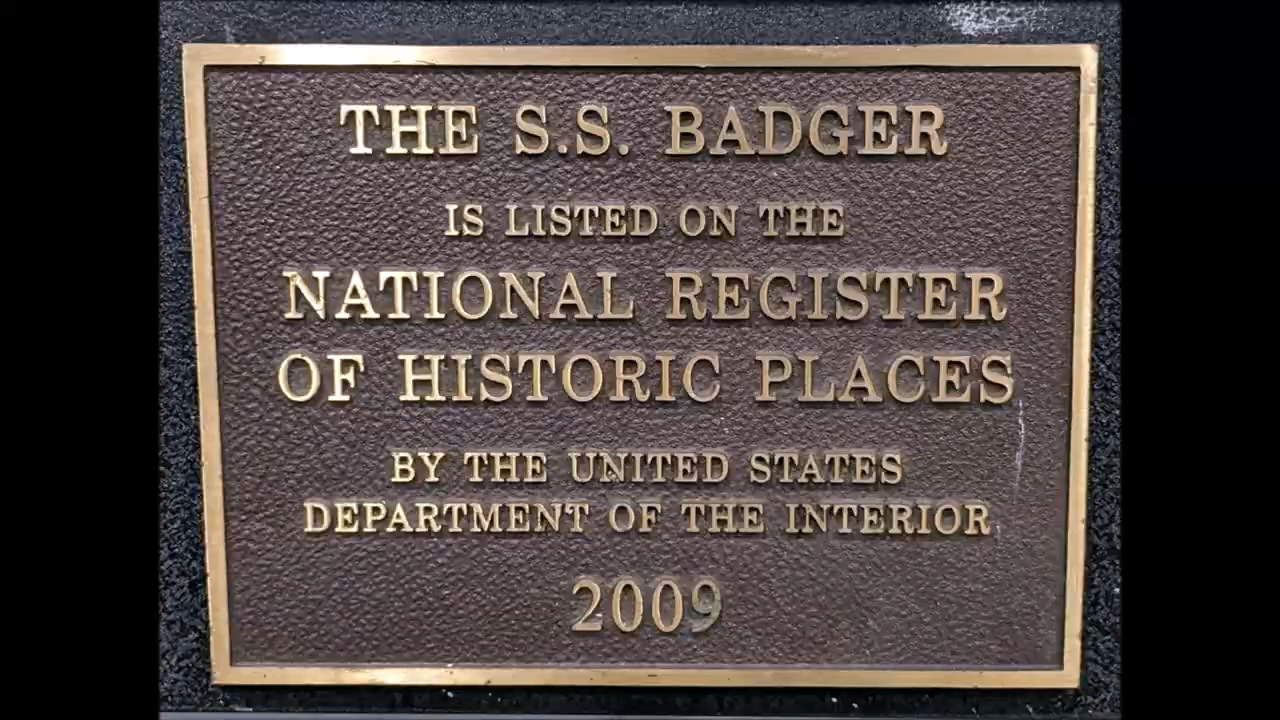 THE S.S. BADGER
IS LISTED ON THE
NATIONAL REGISTER
OF HISTORIC PLACES
BY THE UNITED STATES
DEPARTMENT OF THE INTERIOR
2009